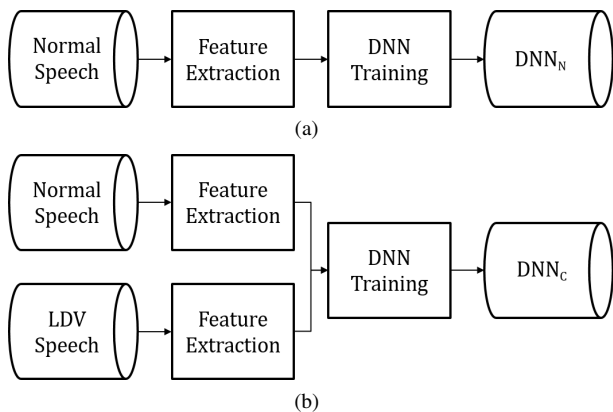 Normal
Speech
Feature
Extraction
DNN
Training
DNN_N
(a)
Normal
Speech
Feature
Extraction
DNN
Training
DNN_C
LDV
Speech
Feature
Extraction
(b)